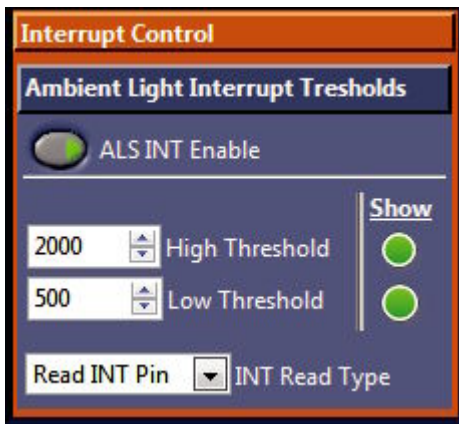 Interrupt Control
Ambient Light Interrupt Tresholds
ALS INT Enable
Show
2000 High Threshold
500 Low Threshold
Read INT Pin INT Read Type